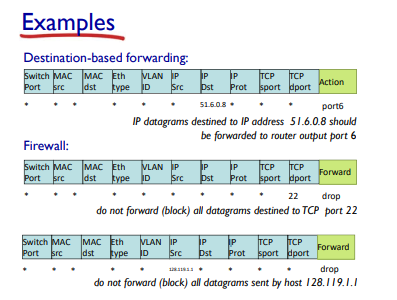 Examples
Destination-based forwarding:
Switch Port MAC src MAC dst Eth type VLAN ID IP Src IP Dst IP Prot TCP sport TCP dport Action
* * * * * * 51.6.0.8 * * * port6
IP datagrams destined to IP address 51.6.0.8 should
be forwarded to router output port 6
Firewall:
Switch Port MAC src MAC dst Eth type VLAN ID IP Src IP Dst IP Prot TCP sport TCP dport Forward
* * * * * * * * * 22 drop
do not forward (block) all datagrams destined to TCP port 22
Switch Port MAC src MAC dst Eth type VLAN ID IP Src IP Dst IP Prot TCP sport TCP dport Forward
* * * * * 128.119.1.1 * * * * drop
do not forward (block) all datagrams sent by host 128.119.1.1